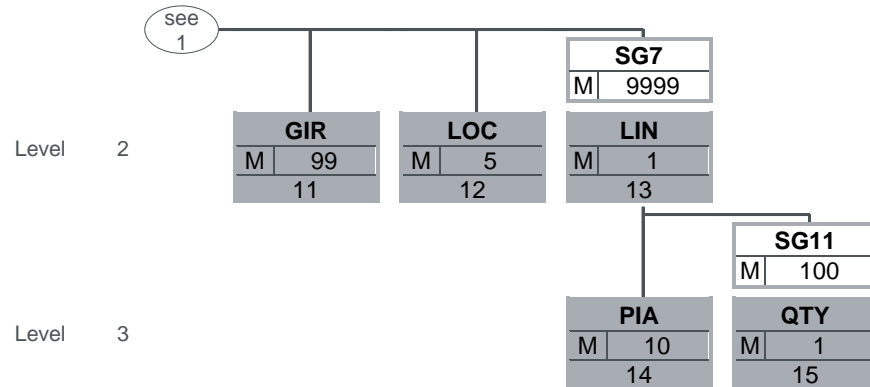 see
1
SG7
M 9999
Level 2
GIR
M 99
11
LOC
M 5
12
LIN
M 1
13
SG11
M 100
Level 3
PIA
M 10
14
QTY
M 1
15